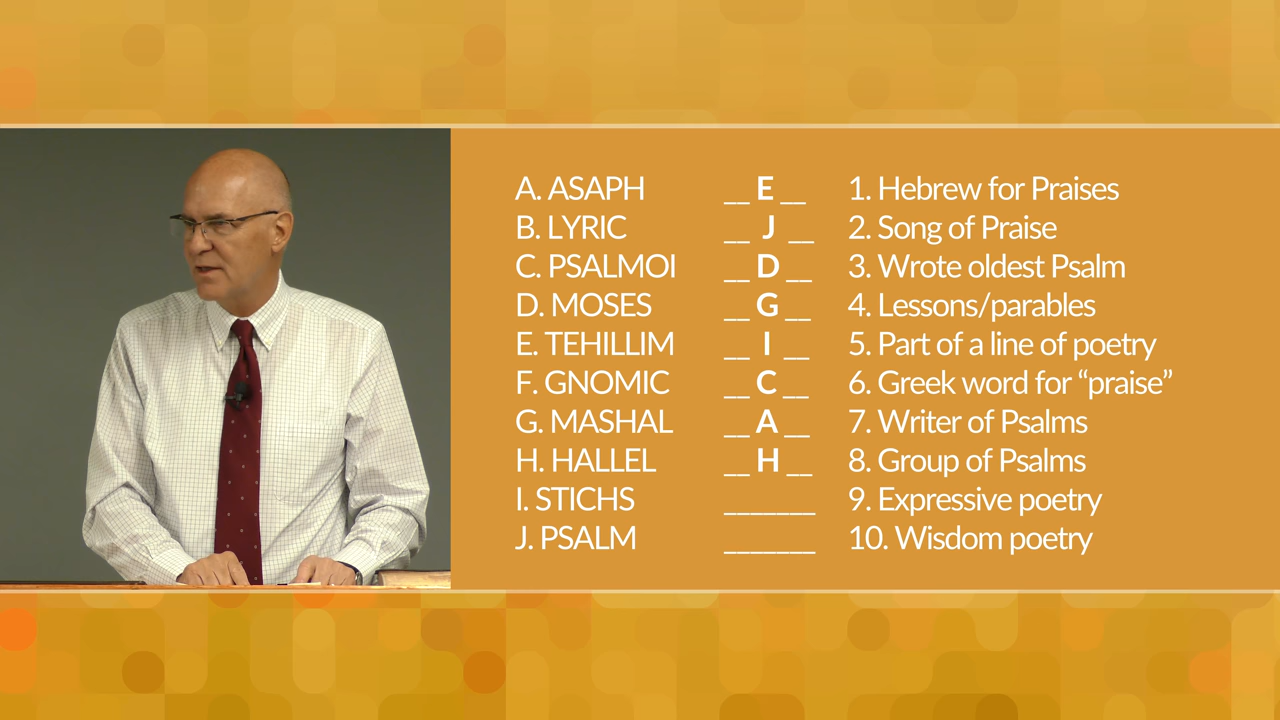 A. ASAPH __ E __ 1. Hebrew for Praises
B. LYRIC __ J __ 2. Song of Praise
C. PSALMOI __ D __ 3. Wrote oldest Psalm
D. MOSES __ G __ 4. Lessons/parables
E. TEHILLIM __ I __ 5. Part of a line of poetry
F. GNOMIC __ C __ 6. Greek word for “praise”
G. MASHAL __ A __ 7. Writer of Psalms
H. HALLEL __ H __ 8. Group of Psalms
I. STICHS _______ 9. Expressive poetry
J. PSALM _______ 10. Wisdom poetry